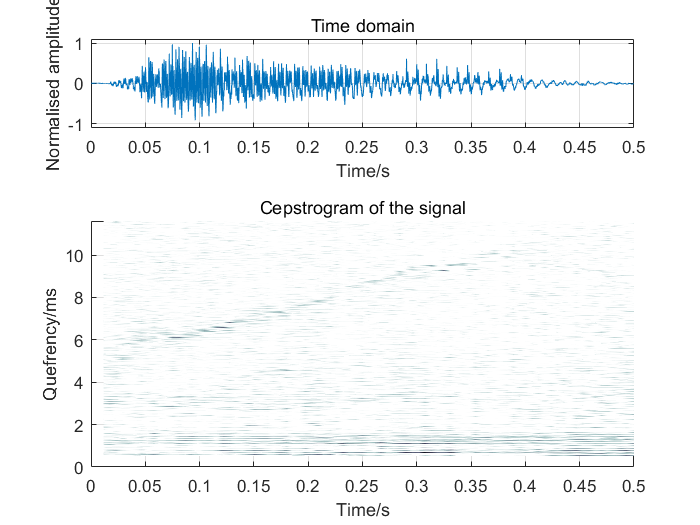 Time domain
Normalised amplitude
1
0
-1
0 0.05 0.1 0.15 0.2 0.25 0.3 0.35 0.4 0.45 0.5
Time/s
Cepstrogram of the signal
Quefrency/ms
10
8
6
4
2
0
0 0.05 0.1 0.15 0.2 0.25 0.3 0.35 0.4 0.45 0.5
Time/s